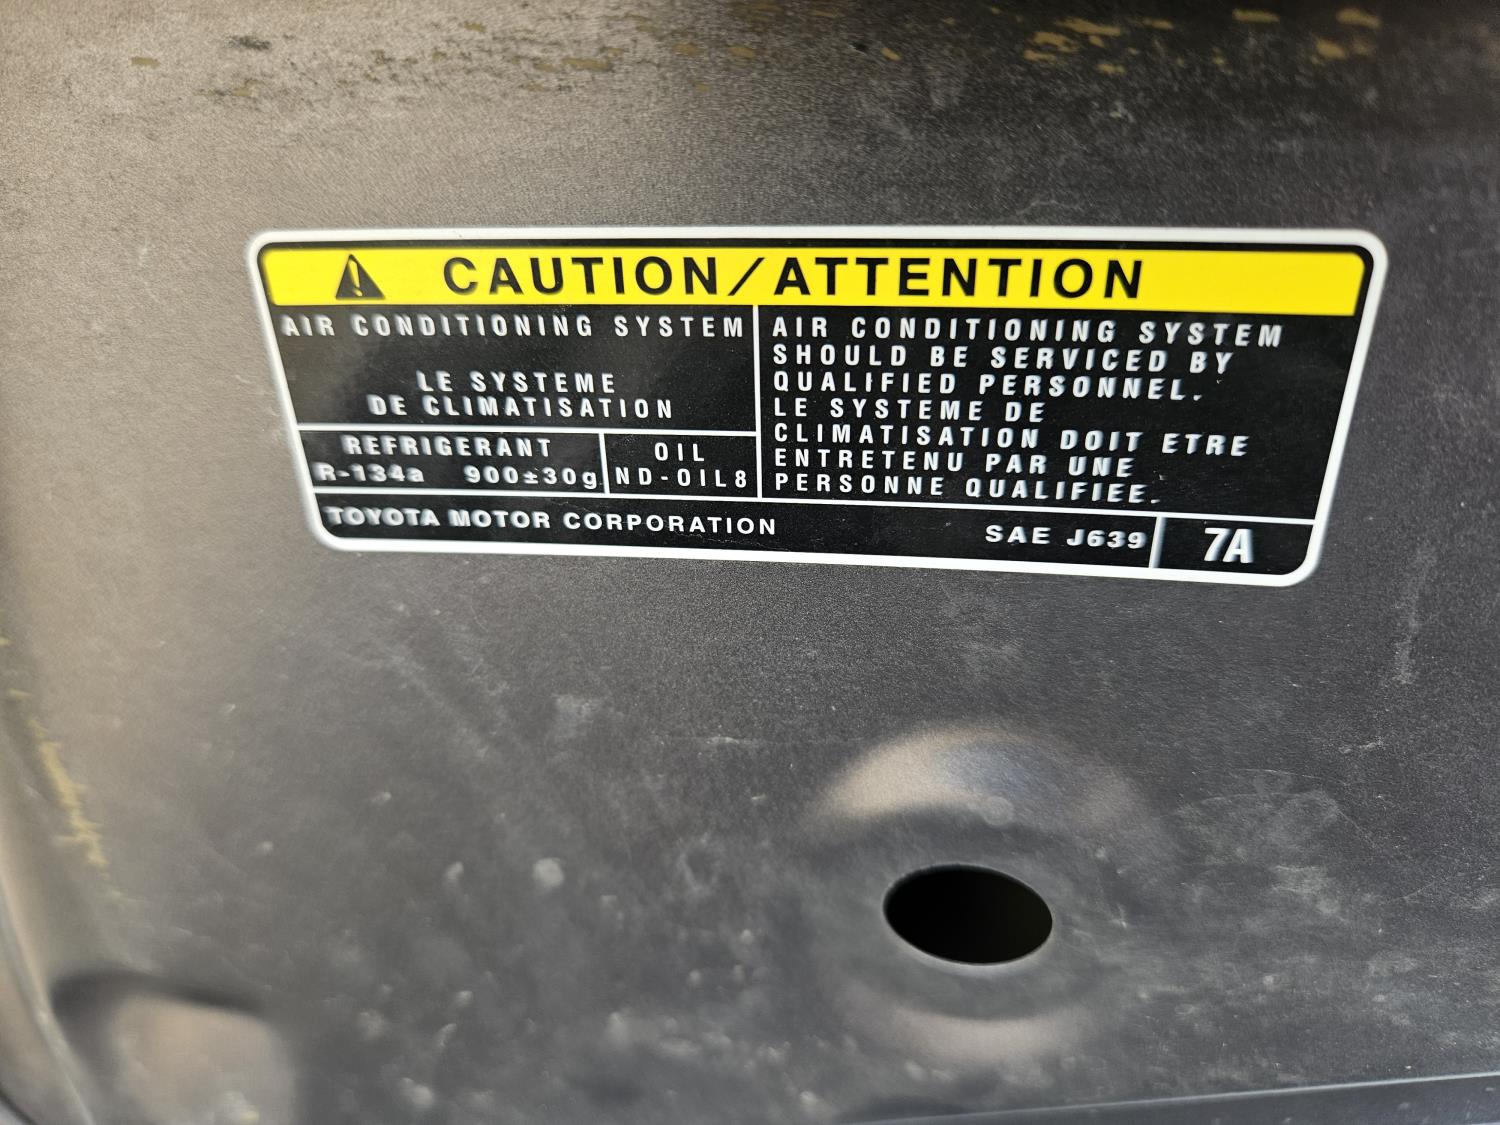 CAUTION/ATTENTION
AIR CONDITIONING SYSTEM
LE SYSTEME
DE CLIMATISATION
REFRIGERANT
R-134a 900±30g
OIL
ND-OIL8
AIR CONDITIONING SYSTEM
SHOULD BE SERVICED BY
QUALIFIED PERSONNEL.
LE SYSTEME DE
CLIMATISATION DOIT ETRE
ENTRETENU PAR UNE
PERSONNE QUALIFIEE.
TOYOTA MOTOR CORPORATION
SAE J639
7A